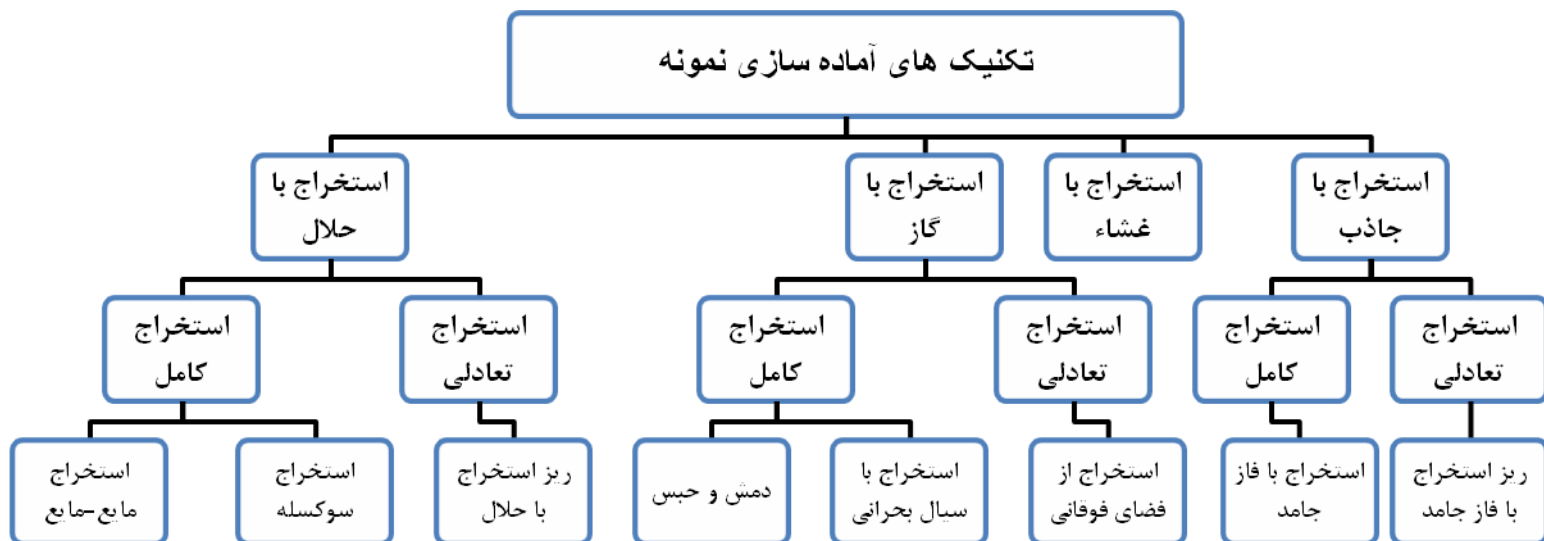 تکنیک های آماده سازی نمونه
استخراج با
جاذب
استخراج با
غشاء
استخراج با
گاز
استخراج با
حلال
استخراج
تعادلی
استخراج
کامل
استخراج
تعادلی
استخراج
کامل
استخراج
تعادلی
استخراج
کامل
ریز استخراج
با فاز جامد
استخراج با فاز
جامد
استخراج از
فضای فوقانی
استخراج با
سیال بحرانی
دمش و حبس
ریز استخراج
با حلال
استخراج
سوکسله
استخراج
مایع-مایع